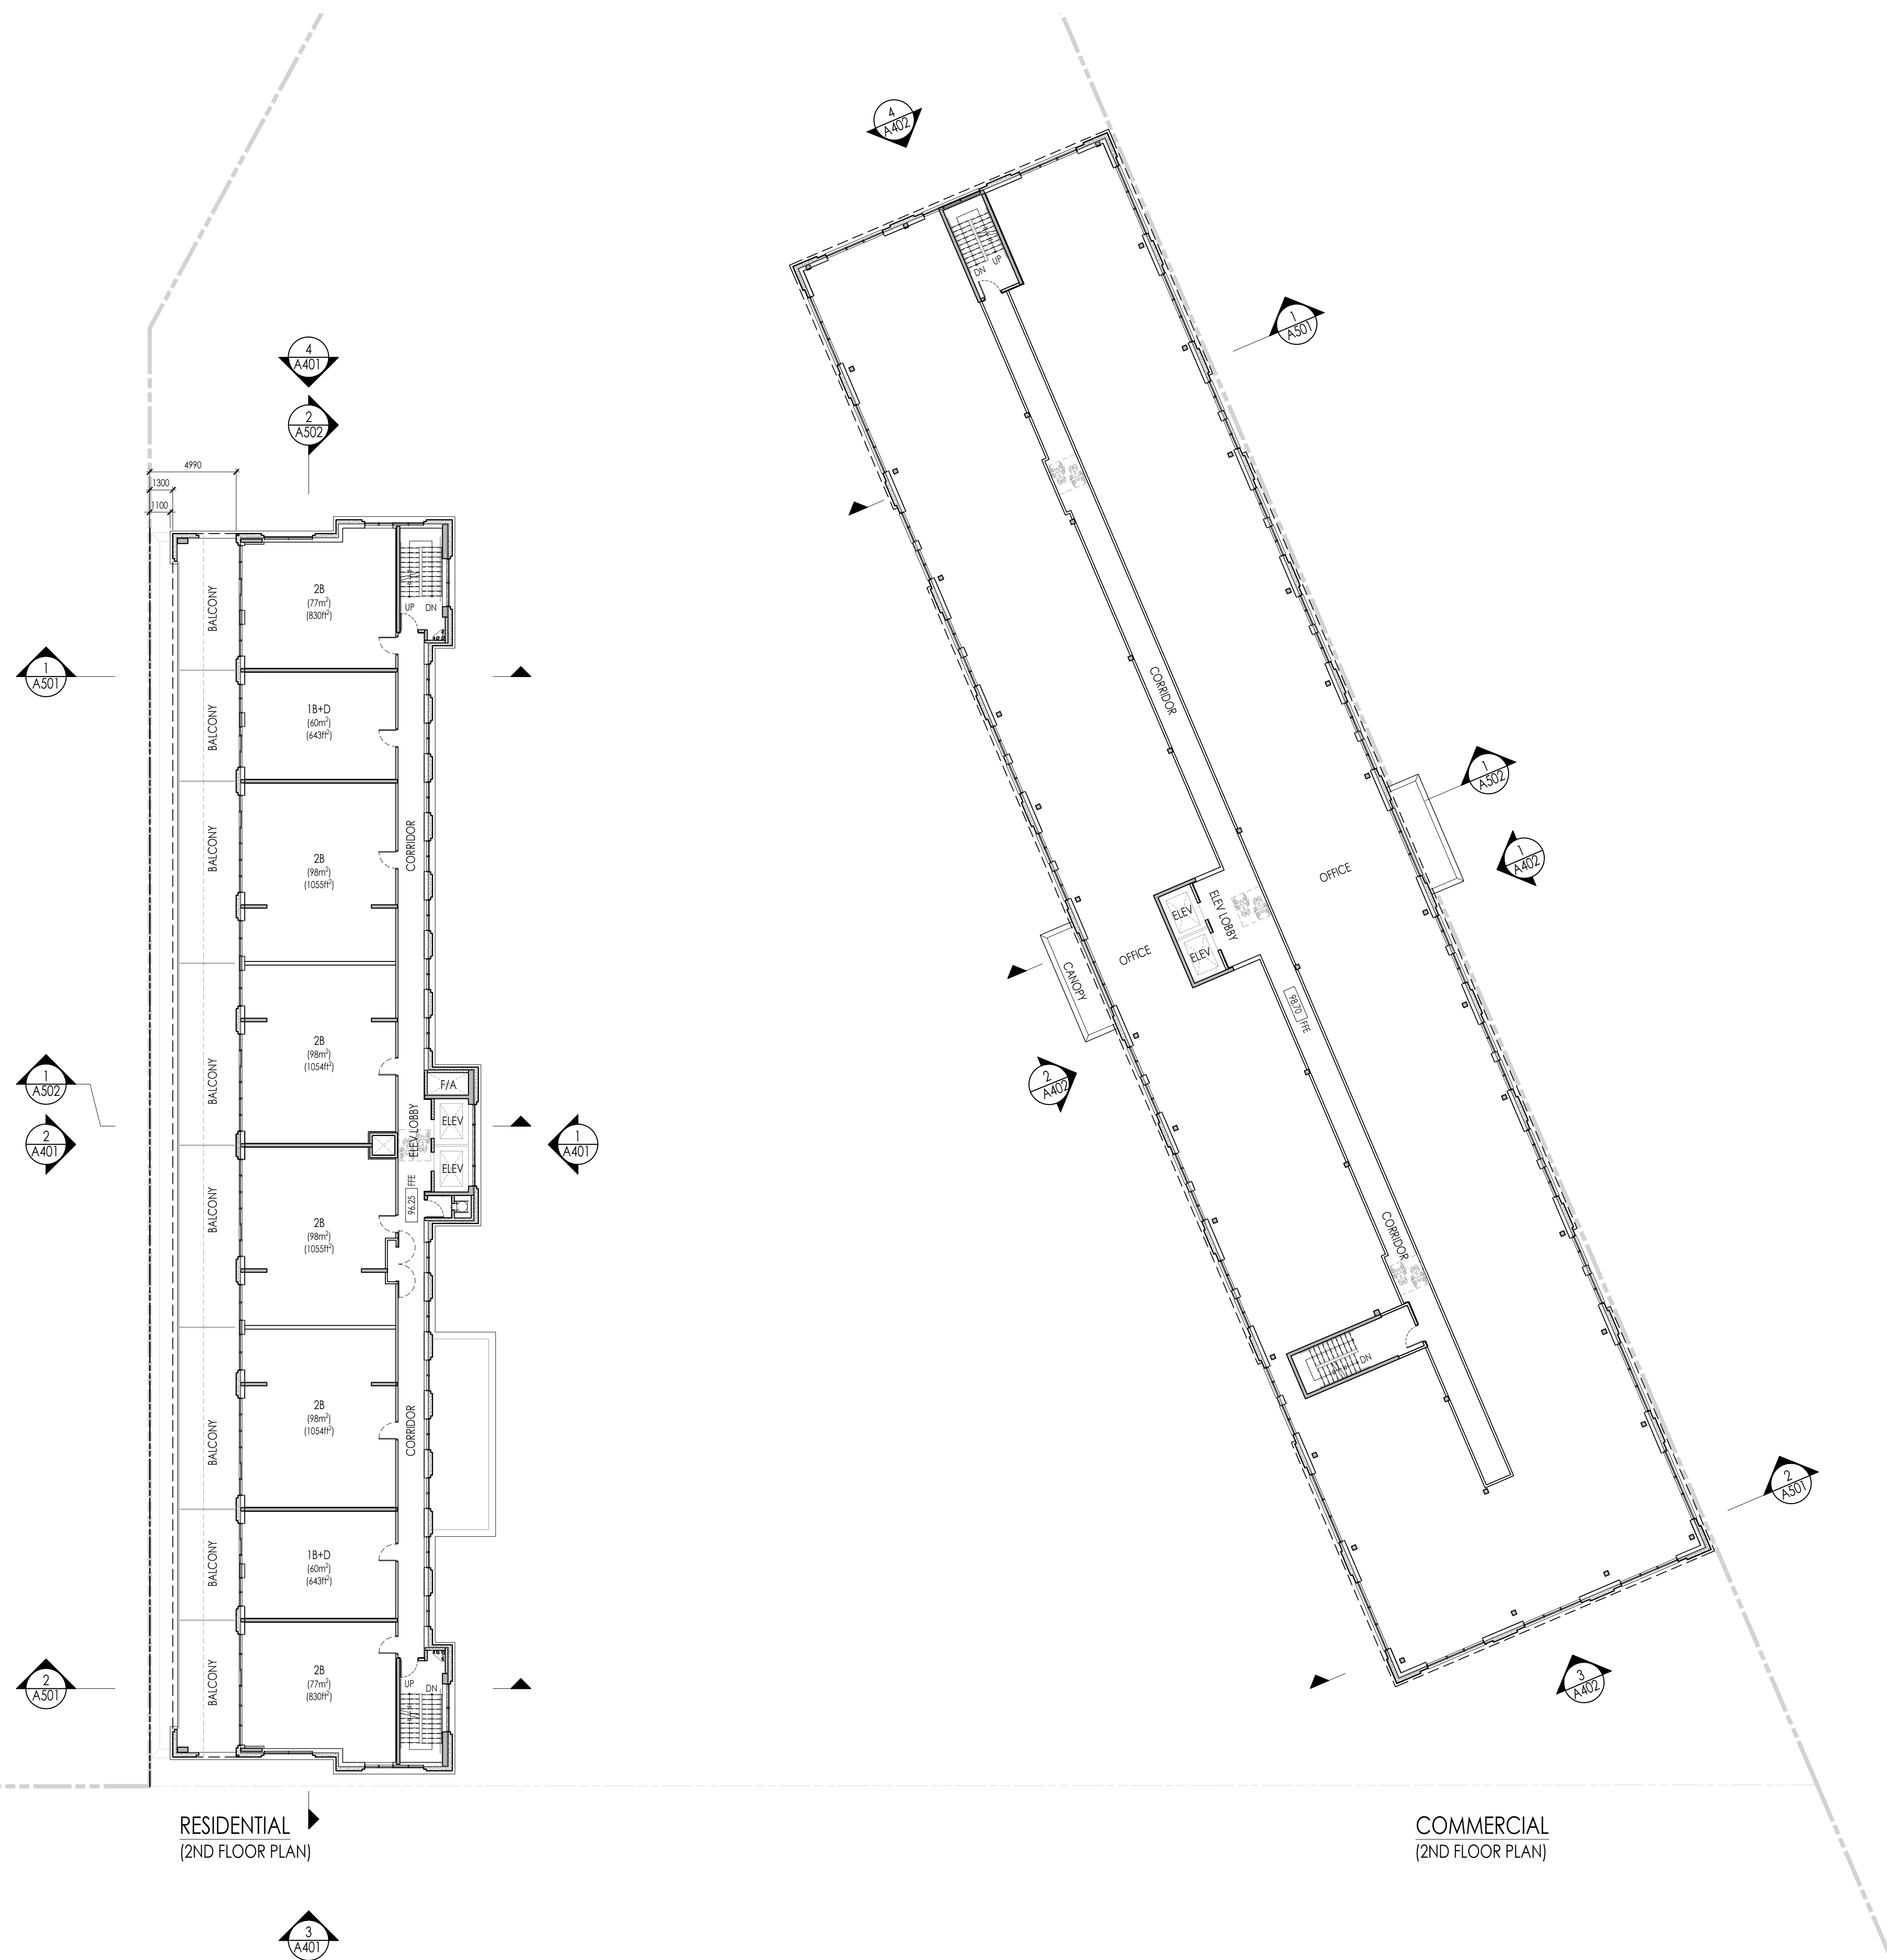 4
A402
1
A501
4
A401
2
A502
4990
1300
1100
DN
UP
2B
(77m²)
(830ft²)
BALCONY
UP
DN
1
A501
1B+D
(60m²)
(643ft²)
BALCONY
CORRIDOR
1
A502
2B
(98m²)
(1055ft²)
BALCONY
CORRIDOR
1
A402
OFFICE
ELEV
ELEV
ELEV LOBBY
OFFICE
CANOPY
98.70
FFE
2B
(98m²)
(1054ft²)
BALCONY
1
A502
2
A401
F/A
ELEV
ELEV
ELEV LOBBY
96.25
FFE
1
A401
2
A402
2B
(98m²)
(1055ft²)
BALCONY
CORRIDOR
DN
2B
(98m²)
(1054ft²)
BALCONY
CORRIDOR
2
A501
1B+D
(60m²)
(643ft²)
BALCONY
2B
(77m²)
(830ft²)
BALCONY
UP
DN
2
A501
3
A402
RESIDENTIAL
(2ND FLOOR PLAN)
COMMERCIAL
(2ND FLOOR PLAN)
3
A401